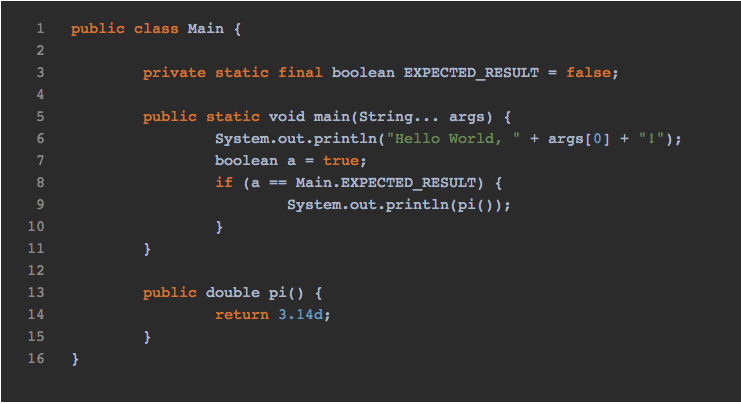 1 public class Main {
2
3 private static final boolean EXPECTED_RESULT = false;
4
5 public static void main(String... args) {
6 System.out.println("Hello World, " + args[0] + "!");
7 boolean a = true;
8 if (a == Main.EXPECTED_RESULT) {
9 System.out.println(pi());
10 }
11 }
12
13 public double pi() {
14 return 3.14d;
15 }
16 }